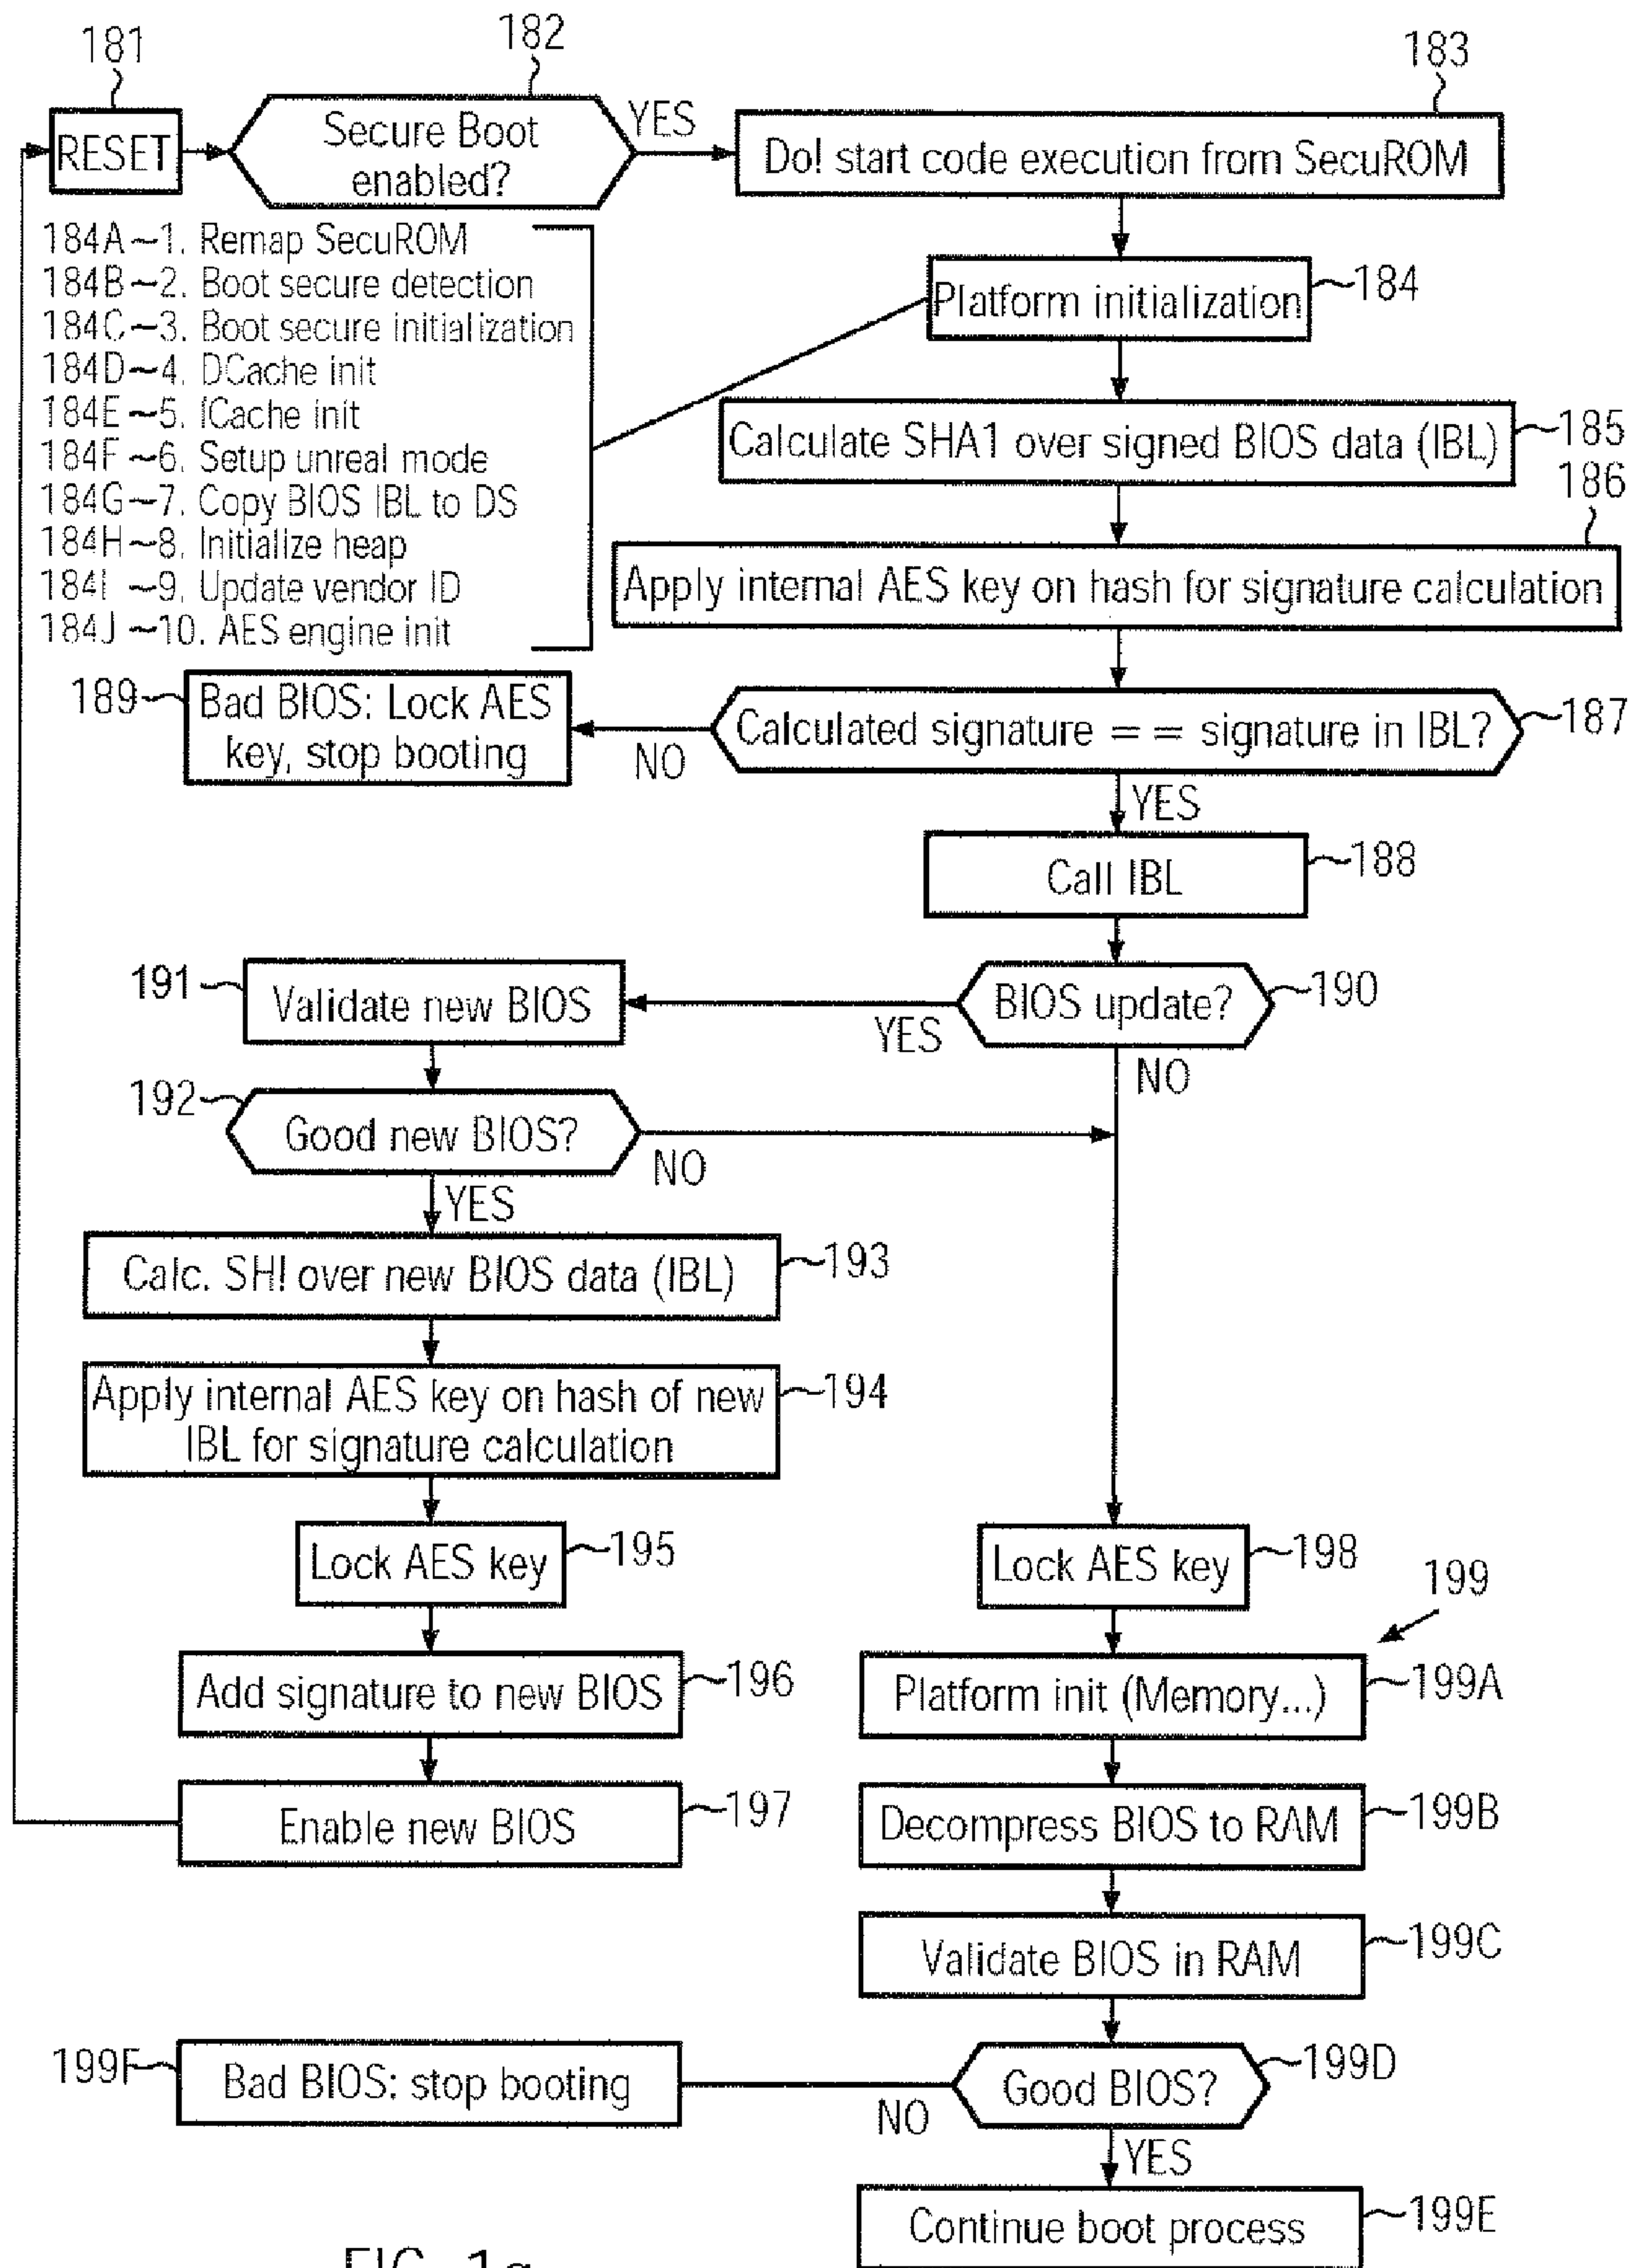 181
182
183
RESET
Secure Boot
enabled?
YES
Do! start code execution from SecuROM
184A~1. Remap SecuROM
184B~2. Boot secure detection
184C~3. Boot secure initialization
184D~4. DCache init
184E~5. ICache init
184F~6. Setup unreal mode
184G~7. Copy BIOS IBL to DS
184H~8. Initialize heap
184I~9. Update vendor ID
184J~10. AES engine init
Platform initialization
184
Calculate SHA1 over signed BIOS data (IBL)
185
186
Apply internal AES key on hash for signature calculation
189
Bad BIOS: Lock AES
key, stop booting
NO
Calculated signature == signature in IBL?
187
YES
Call IBL
188
191
Validate new BIOS
YES
BIOS update?
190
NO
192
Good new BIOS?
NO
YES
Calc. SH! over new BIOS data (IBL)
193
Apply internal AES key on hash of new
IBL for signature calculation
194
Lock AES key
195
Lock AES key
198
199
Add signature to new BIOS
196
Platform init (Memory...)
199A
Enable new BIOS
197
Decompress BIOS to RAM
199B
Validate BIOS in RAM
199C
199F
Bad BIOS: stop booting
NO
Good BIOS?
199D
YES
Continue boot process
199E